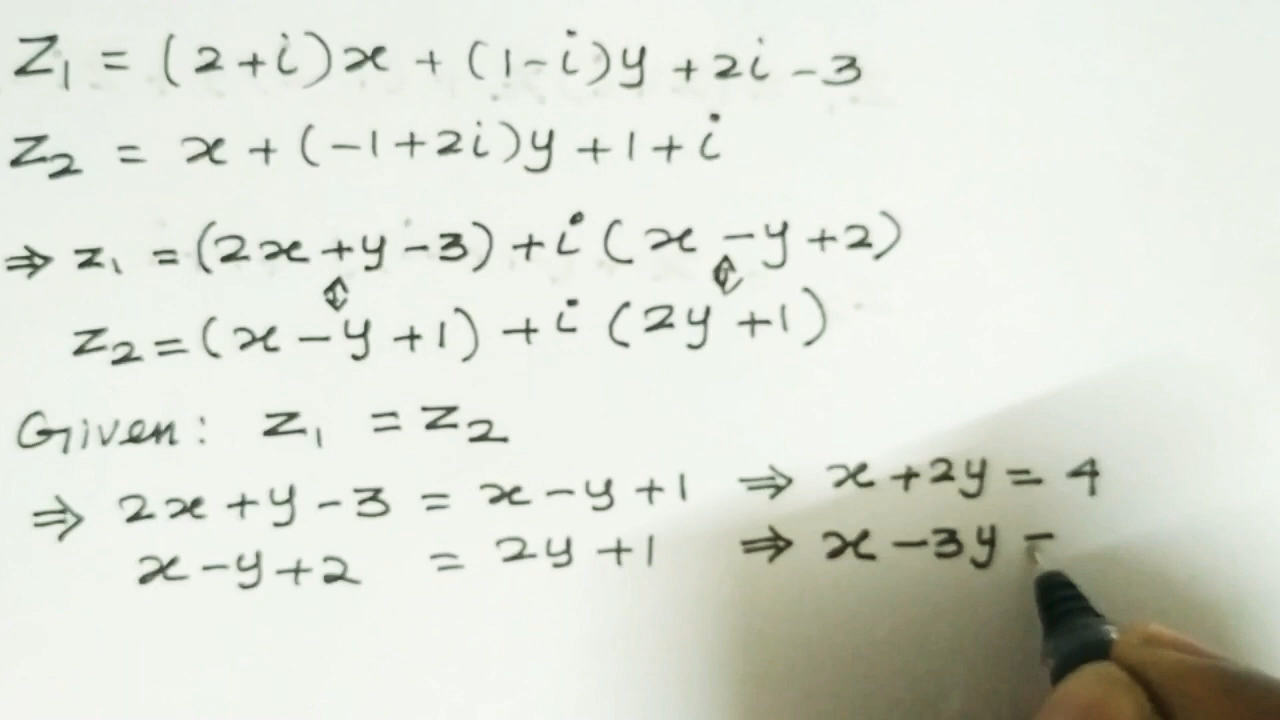 Z₁ = (2+i)x + (1-i)y + 2i - 3
Z₂ = x + (-1+2i)y + 1 + i
⇒ z₁ = (2x+y-3) + i(x-y+2)
z₂ = (x-y+1) + i(2y+1)
Given: z₁ = z₂
⇒ 2x+y-3 = x-y+1 ⇒ x+2y = 4
x-y+2 = 2y+1 ⇒ x-3y -